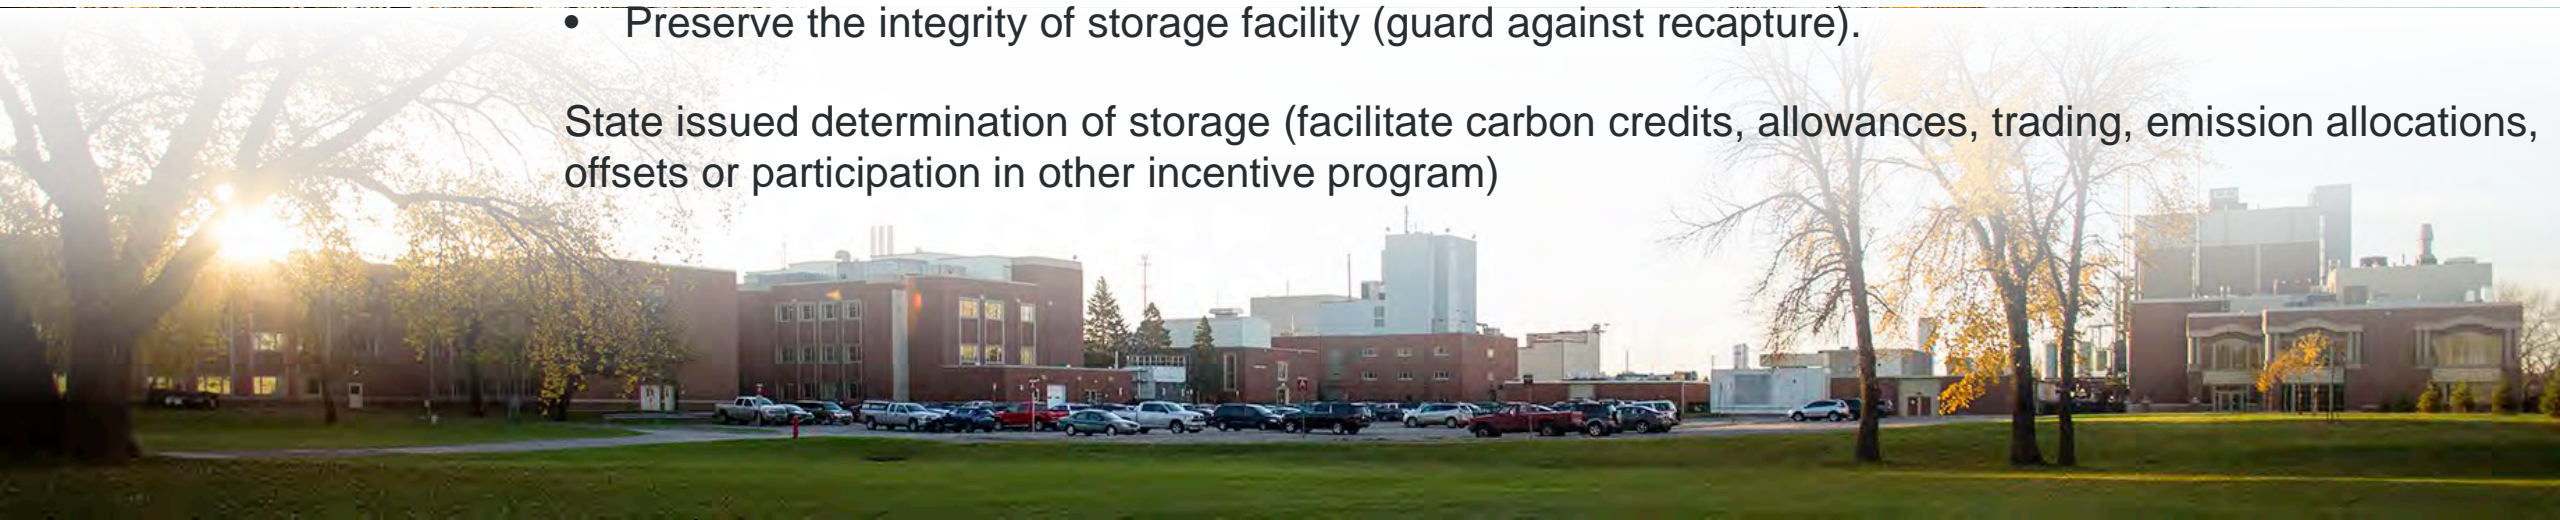 • Preserve the integrity of storage facility (guard against recapture).
State issued determination of storage (facilitate carbon credits, allowances, trading, emission allocations,
offsets or participation in other incentive program)